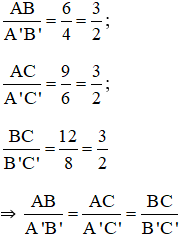 AB/A'B' = 6/4 = 3/2 ;
AC/A'C' = 9/6 = 3/2 ;
BC/B'C' = 12/8 = 3/2
⇒ AB/A'B' = AC/A'C' = BC/B'C'